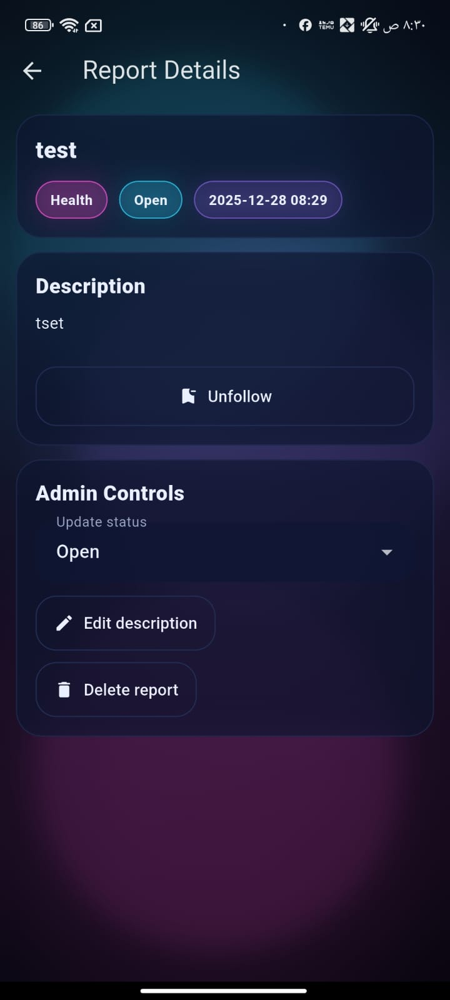 86 ٨:٣٠ ص
Report Details
test
Health Open 2025-12-28 08:29
Description
tset
Unfollow
Admin Controls
Update status
Open
Edit description
Delete report